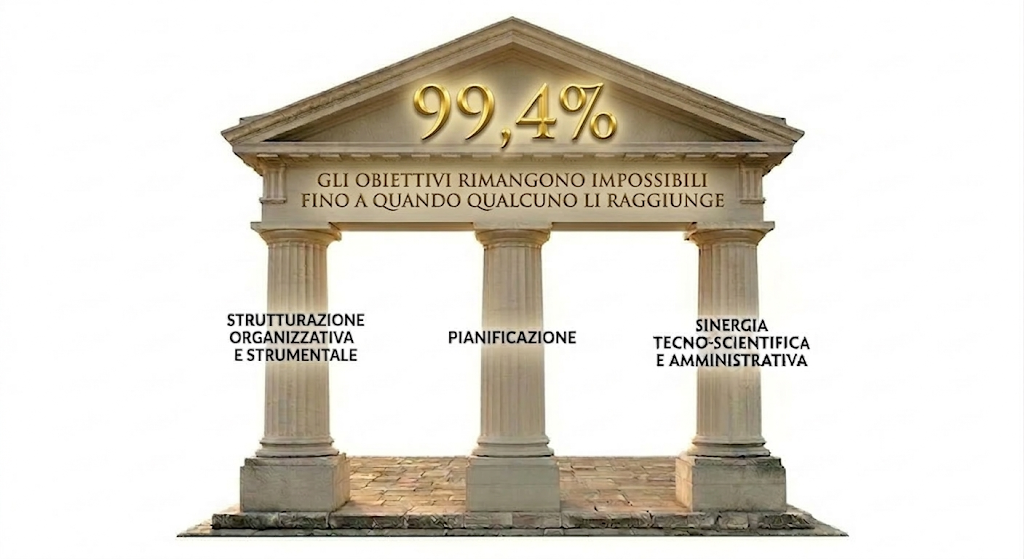 99,4%
GLI OBIETTIVI RIMANGONO IMPOSSIBILI
FINO A QUANDO QUALCUNO LI RAGGIUNGE
STRUTTURAZIONE
ORGANIZZATIVA
E STRUMENTALE
PIANIFICAZIONE
SINERGIA
TECNO-SCIENTIFICA
E AMMINISTRATIVA